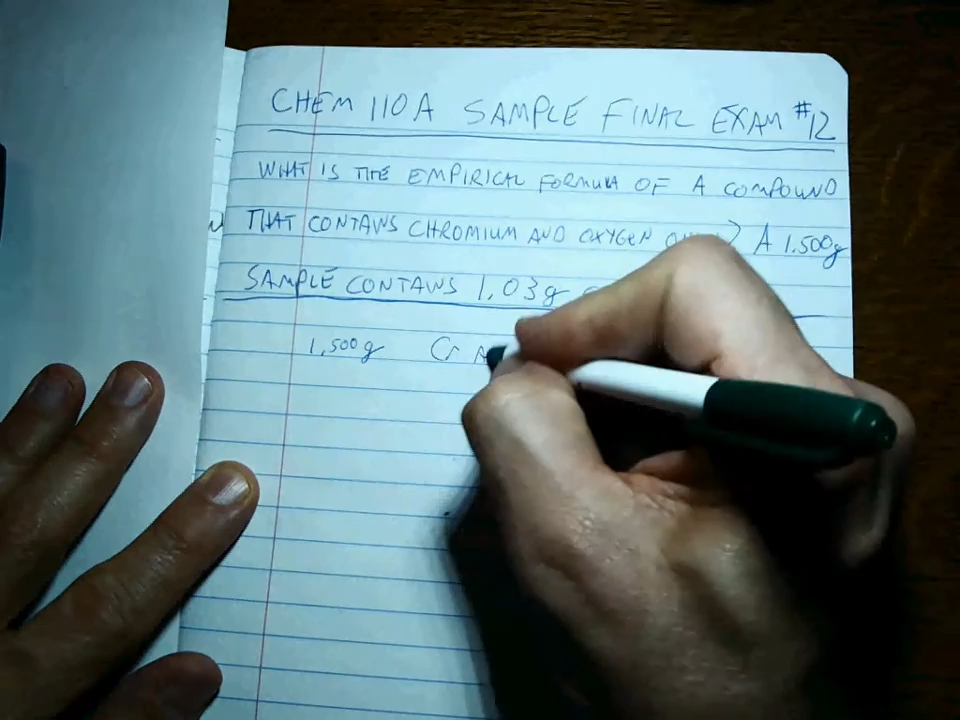 CHEM 110A SAMPLE FINAL EXAM #12
WHAT IS THE EMPIRICAL FORMULA OF A COMPOUND
THAT CONTAINS CHROMIUM AND OXYGEN ? A 1.500g
SAMPLE CONTAINS 1.03g
1.500g Cr